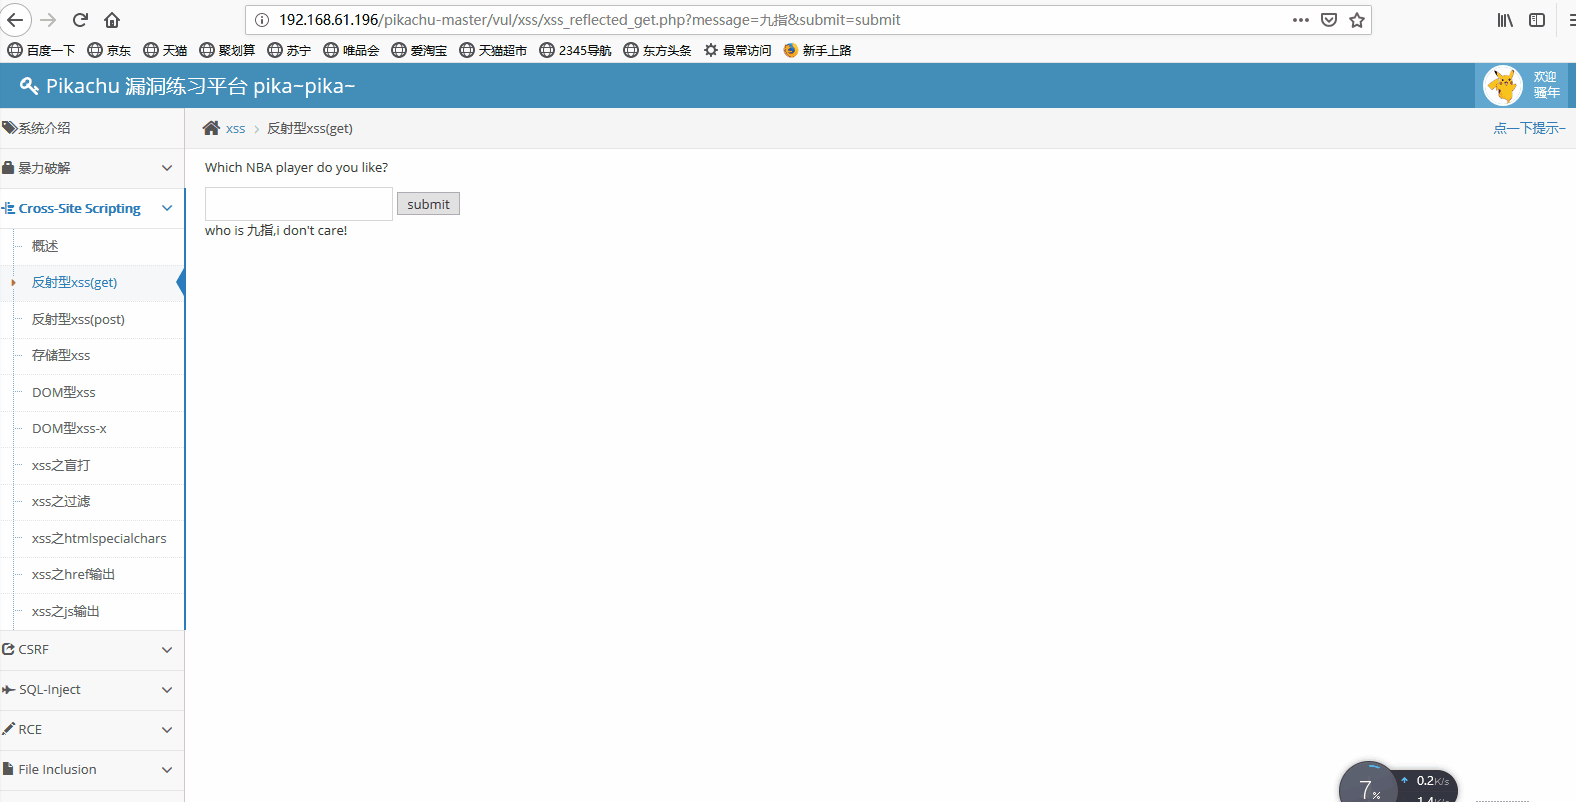 192.168.61.196/pikachu-master/vul/xss/xss_reflected_get.php?message=九指&submit=submit
百度一下 京东 天猫 聚划算 苏宁 唯品会 爱淘宝 天猫超市 2345导航 东方头条 最常访问 新手上路
Pikachu 漏洞练习平台 pika~pika~
欢迎
骚年
系统介绍
xss > 反射型xss(get)
点一下提示~
暴力破解
Which NBA player do you like?
Cross-Site Scripting
submit
who is 九指,i don't care!
概述
反射型xss(get)
反射型xss(post)
存储型xss
DOM型xss
DOM型xss-x
xss之盲打
xss之过滤
xss之htmlspecialchars
xss之href输出
xss之js输出
CSRF
SQL-Inject
RCE
File Inclusion
7%
0.2K/s